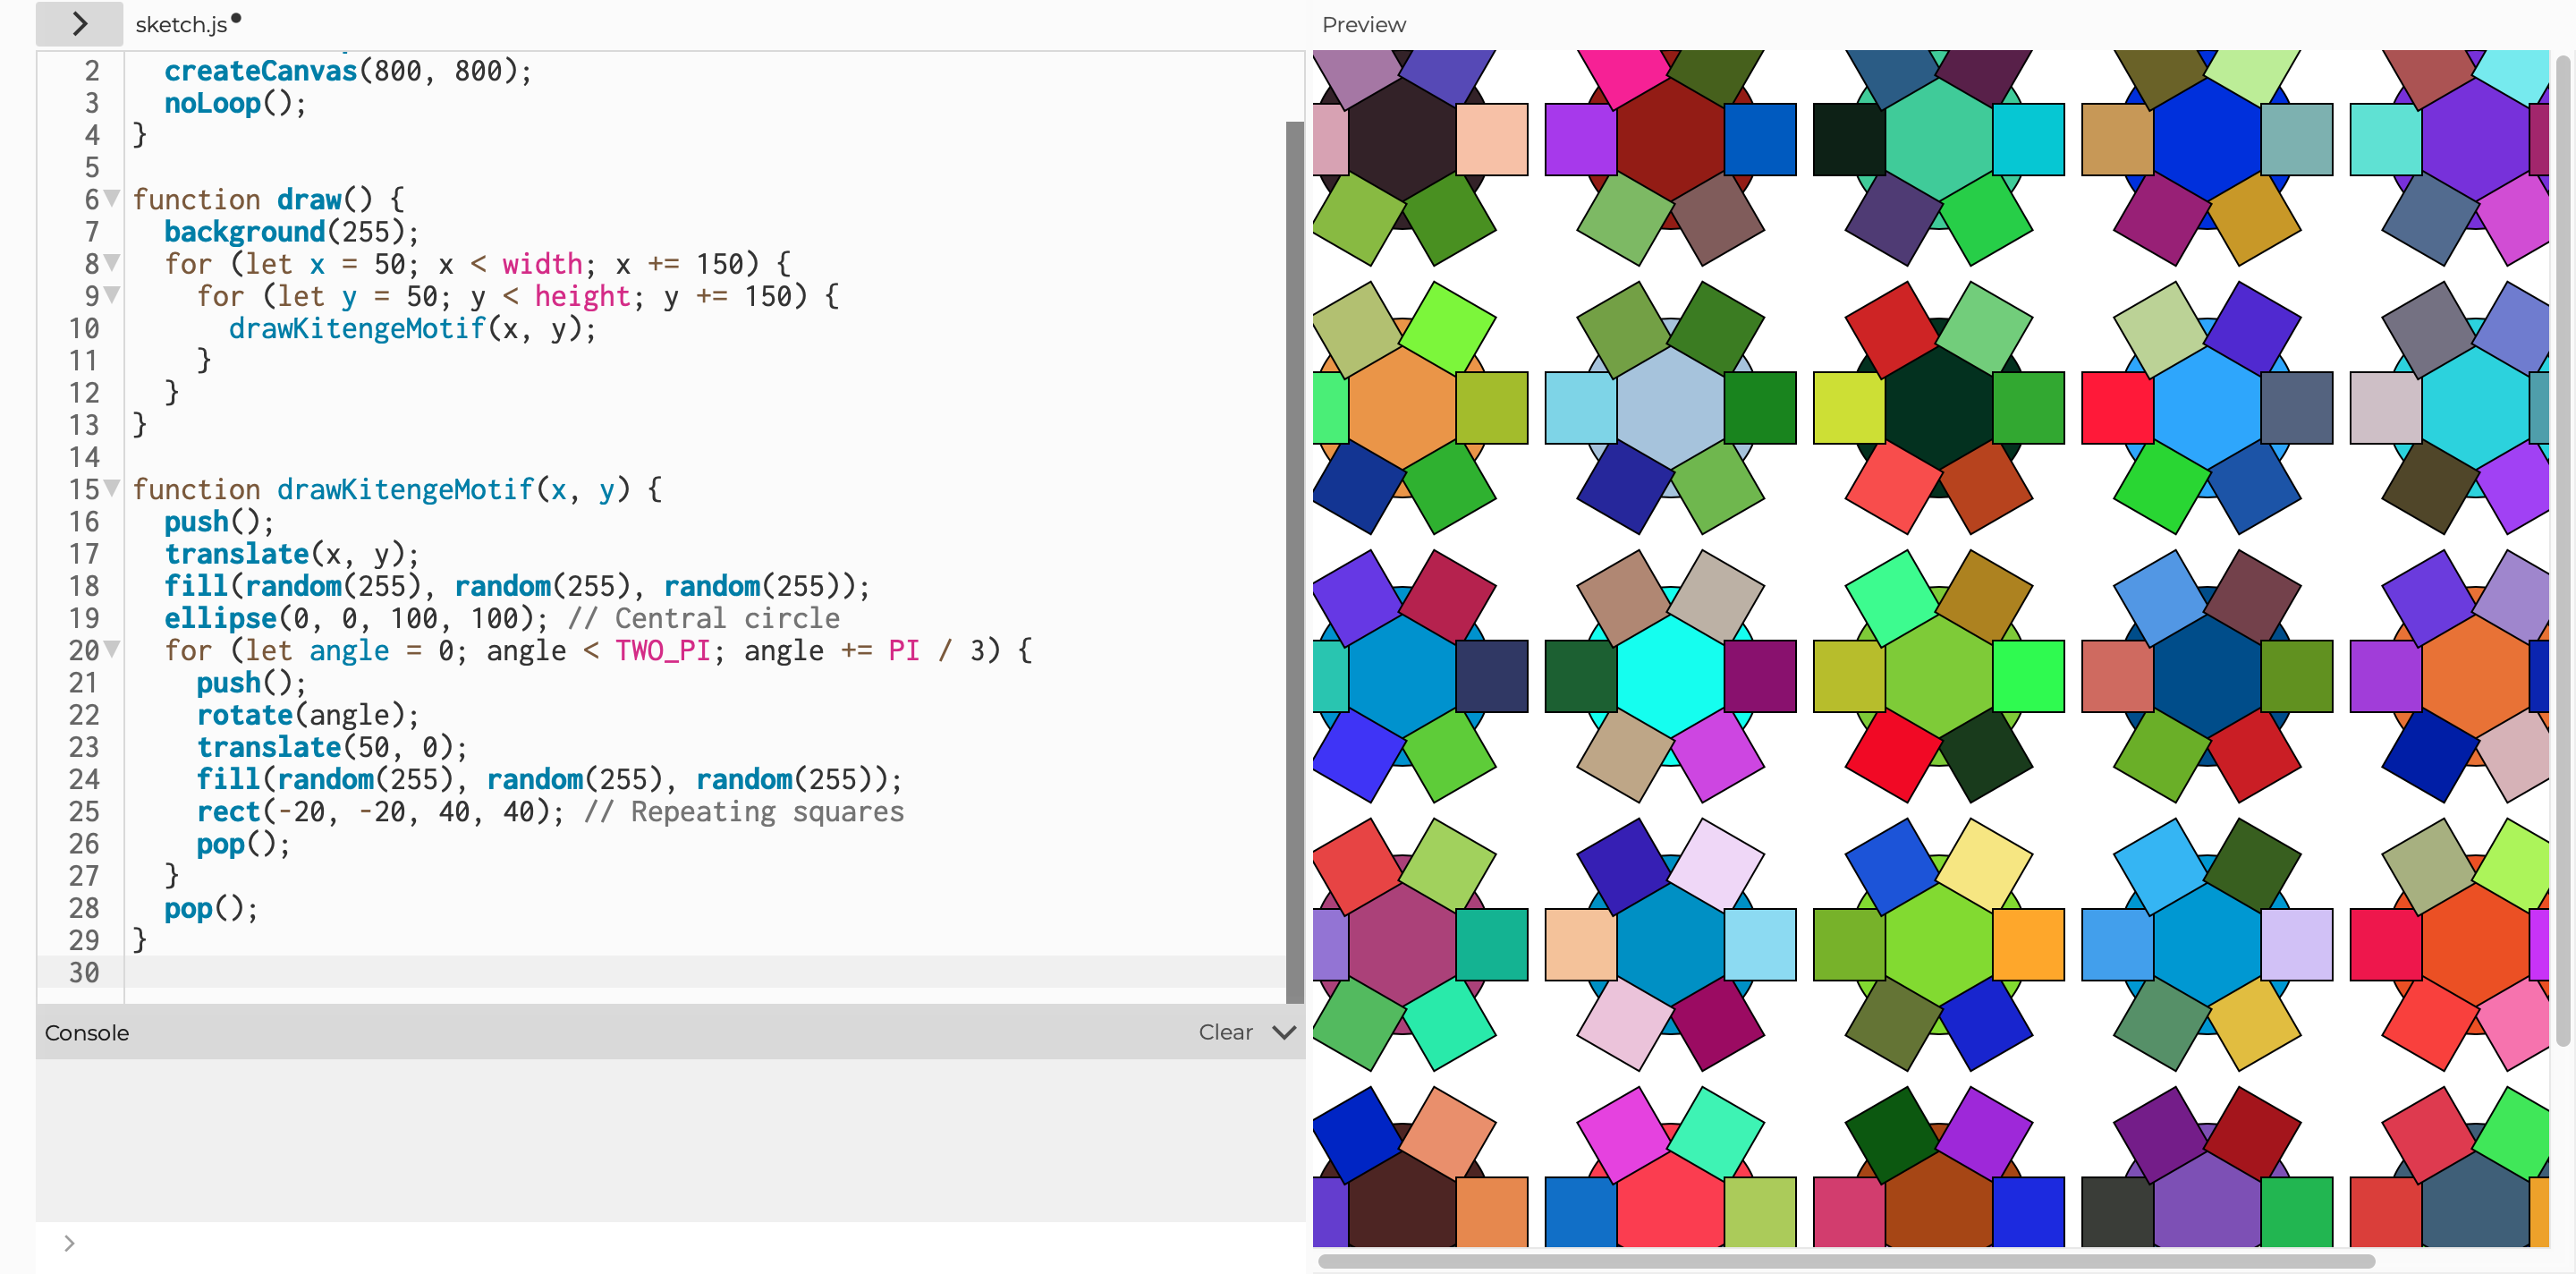 sketch.js
Preview
2 createCanvas(800, 800);
3 noLoop();
4 }
5
6 function draw() {
7 background(255);
8 for (let x = 50; x < width; x += 150) {
9 for (let y = 50; y < height; y += 150) {
10 drawKitengeMotif(x, y);
11 }
12 }
13 }
14
15 function drawKitengeMotif(x, y) {
16 push();
17 translate(x, y);
18 fill(random(255), random(255), random(255));
19 ellipse(0, 0, 100, 100); // Central circle
20 for (let angle = 0; angle < TWO_PI; angle += PI / 3) {
21 push();
22 rotate(angle);
23 translate(50, 0);
24 fill(random(255), random(255), random(255));
25 rect(-20, -20, 40, 40); // Repeating squares
26 pop();
27 }
28 pop();
29 }
30
Console
Clear